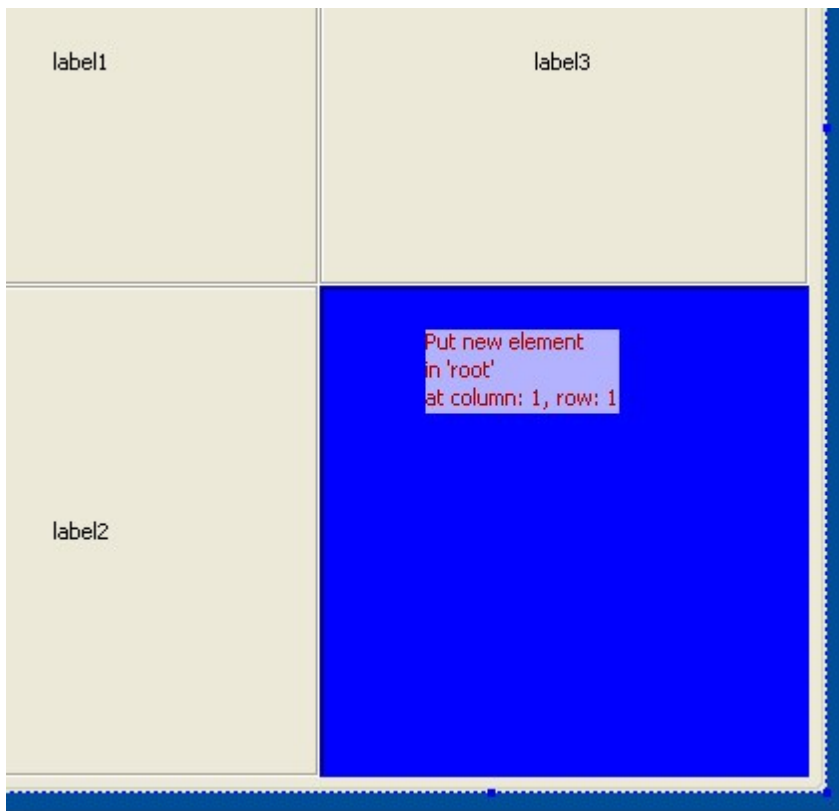 label1
label3
Put new element
in 'root'
at column: 1, row: 1
label2